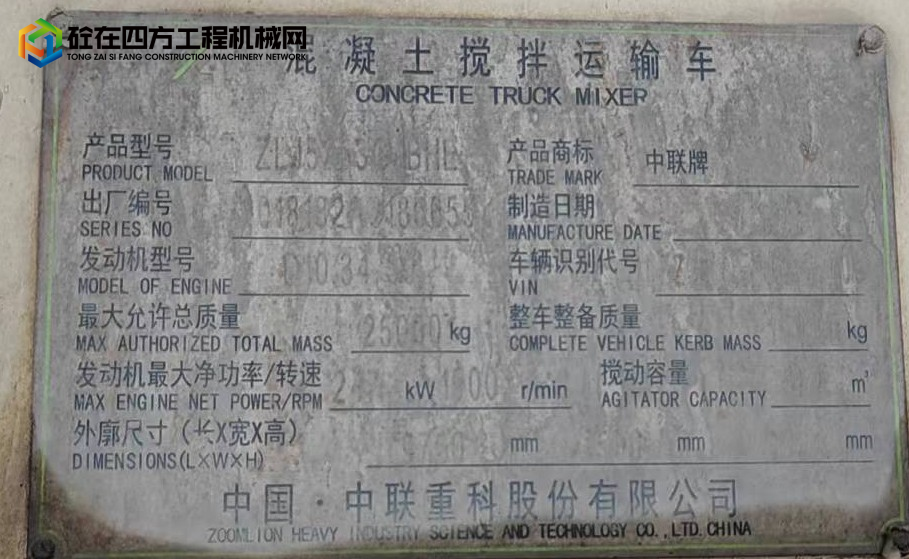 砼在四方工程机械网
TONG ZAI SI FANG CONSTRUCTION MACHINERY NETWORK
混凝土搅拌运输车
CONCRETE TRUCK MIXER
产品型号 产品商标 中联牌
PRODUCT MODEL TRADE MARK
出厂编号 制造日期
SERIES NO MANUFACTURE DATE
发动机型号 车辆识别代号
MODEL OF ENGINE VIN
最大允许总质量 25000 kg 整车整备质量 kg
MAX AUTHORIZED TOTAL MASS COMPLETE VEHICLE KERB MASS
发动机最大净功率/转速 kW r/min 搅动容量 m³
MAX ENGINE NET POWER/RPM AGITATOR CAPACITY
外廓尺寸(长X宽X高) mm mm mm
DIMENSIONS(L×W×H)
中国·中联重科股份有限公司
ZOOMLION HEAVY INDUSTRY SCIENCE AND TECHNOLOGY CO.,LTD.CHINA